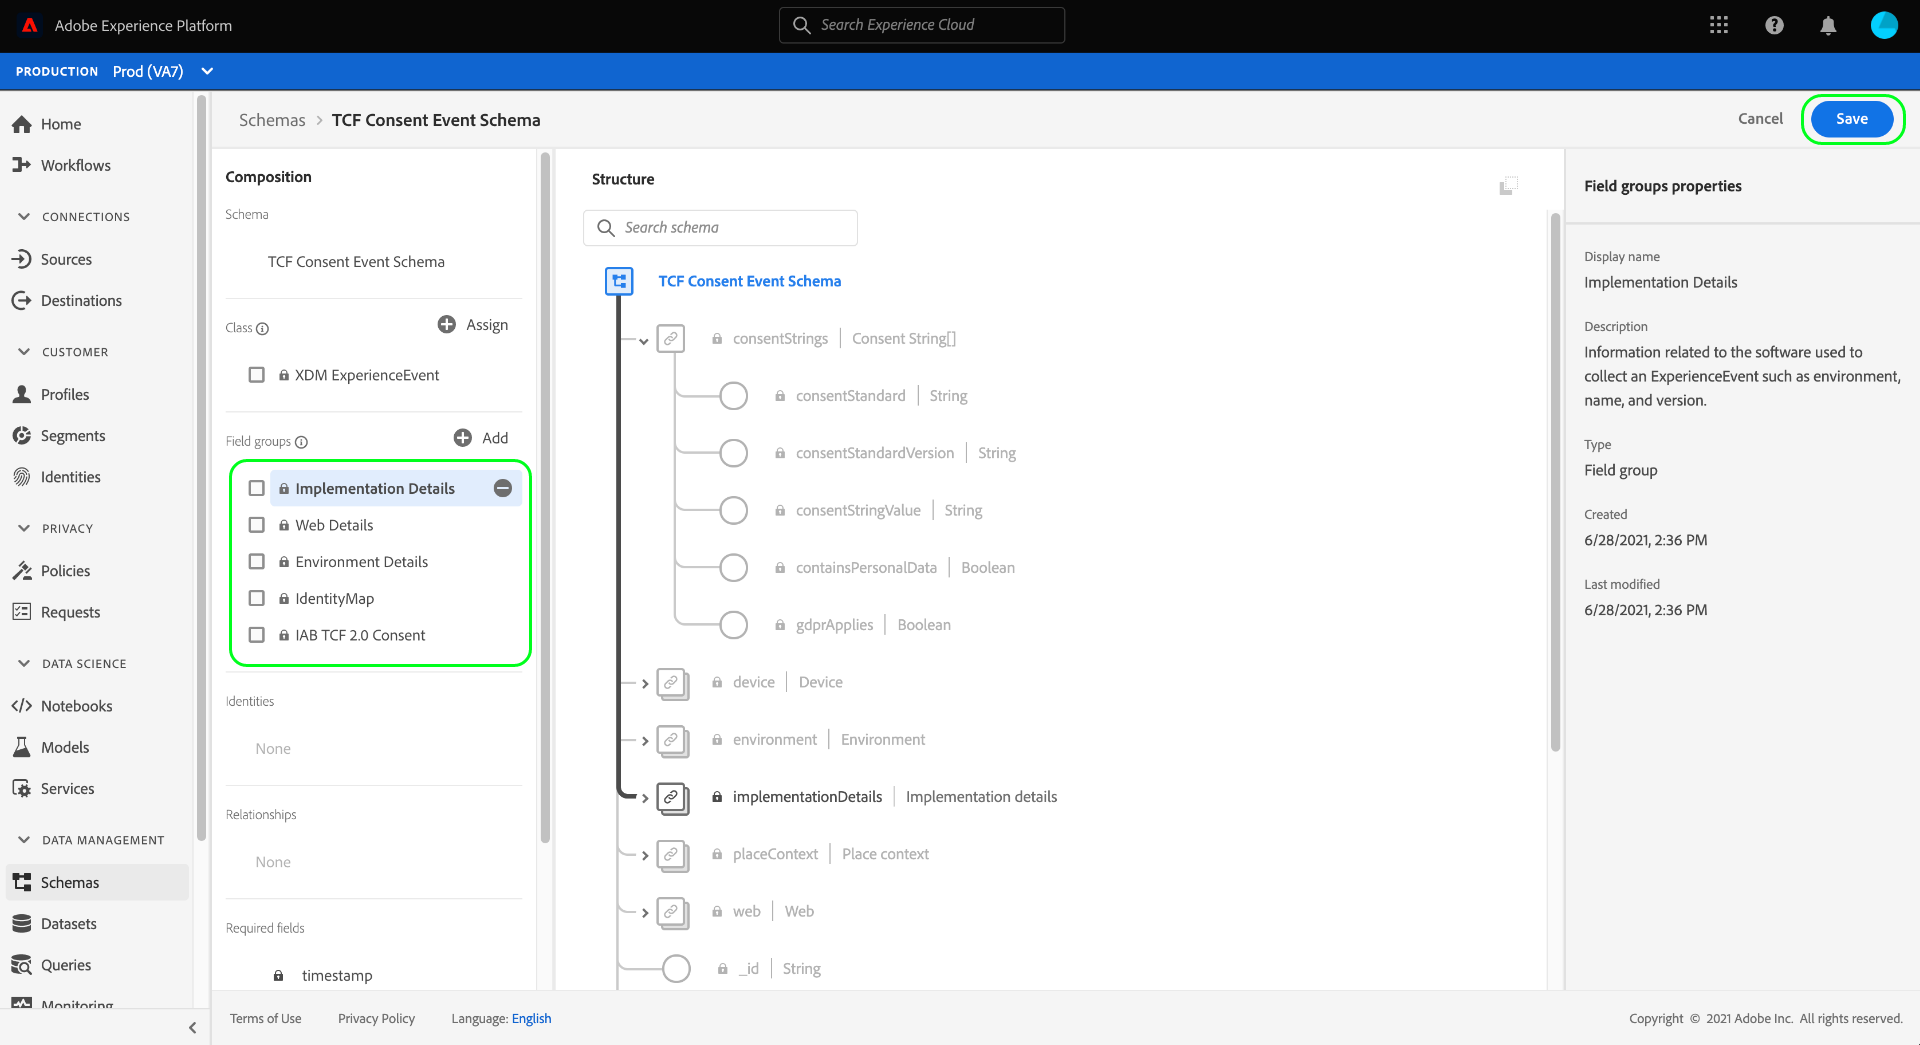 Adobe Experience Platform
Search Experience Cloud
PRODUCTION Prod (VA7)
Home
Workflows
CONNECTIONS
Sources
Destinations
CUSTOMER
Profiles
Segments
Identities
PRIVACY
Policies
Requests
DATA SCIENCE
Notebooks
Models
Services
DATA MANAGEMENT
Schemas
Datasets
Queries
Monitoring
Schemas > TCF Consent Event Schema
Cancel
Save
Composition
Schema
TCF Consent Event Schema
Class
Assign
XDM ExperienceEvent
Field groups
Add
Implementation Details
Web Details
Environment Details
IdentityMap
IAB TCF 2.0 Consent
Identities
None
Relationships
None
Required fields
timestamp
Structure
Search schema
TCF Consent Event Schema
consentStrings | Consent String[]
consentStandard | String
consentStandardVersion | String
consentStringValue | String
containsPersonalData | Boolean
gdprApplies | Boolean
device | Device
environment | Environment
implementationDetails | Implementation details
placeContext | Place context
web | Web
_id | String
Field groups properties
Display name
Implementation Details
Description
Information related to the software used to
collect an ExperienceEvent such as environment,
name, and version.
Type
Field group
Created
6/28/2021, 2:36 PM
Last modified
6/28/2021, 2:36 PM
Terms of Use
Privacy Policy
Language: English
Copyright © 2021 Adobe Inc. All rights reserved.